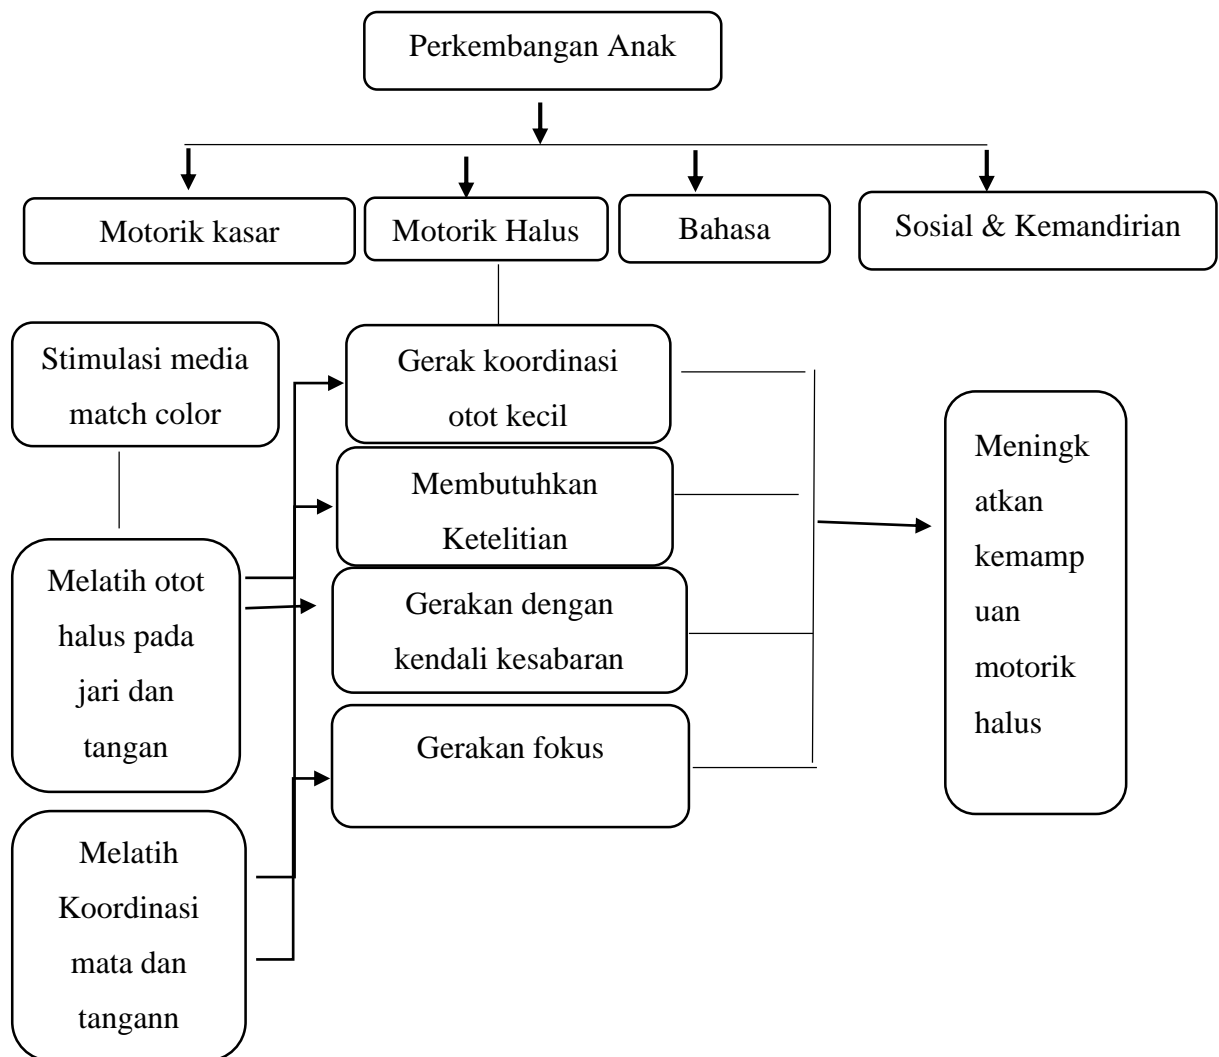 Perkembangan Anak
Motorik kasar
Motorik Halus
Bahasa
Sosial & Kemandirian
Stimulasi media
match color
Gerak koordinasi
otot kecil
Membutuhkan
Ketelitian
Melatih otot
halus pada
jari dan
tangan
Gerakan dengan
kendali kesabaran
Gerakan fokus
Melatih
Koordinasi
mata dan
tangann
Meningk
atkan
kemamp
uan
motorik
halus